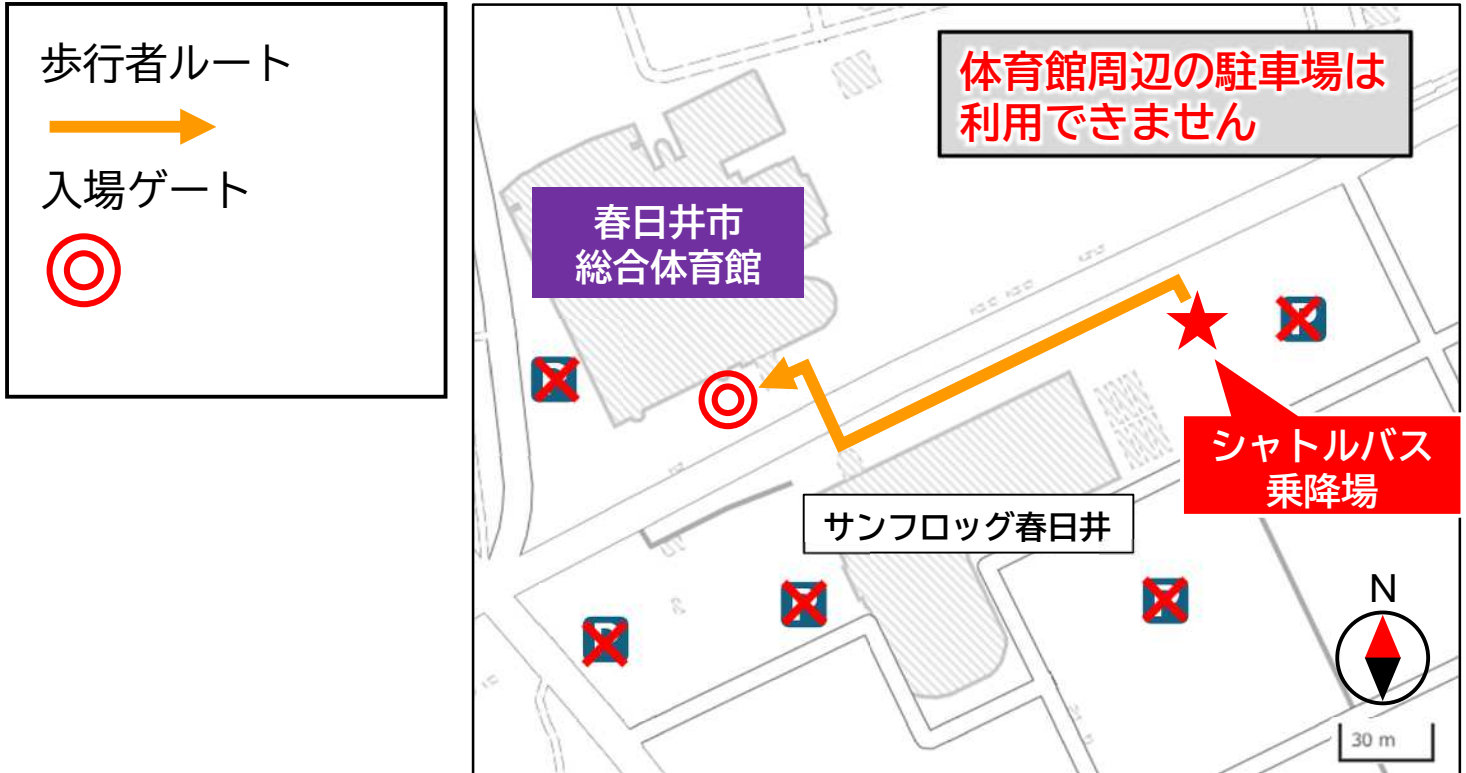 歩行者ルート
入場ゲート
体育館周辺の駐車場は
利用できません
春日井市
総合体育館
シャトルバス
乗降場
サンフロッグ春日井
P
P
P
P
P
N
30 m